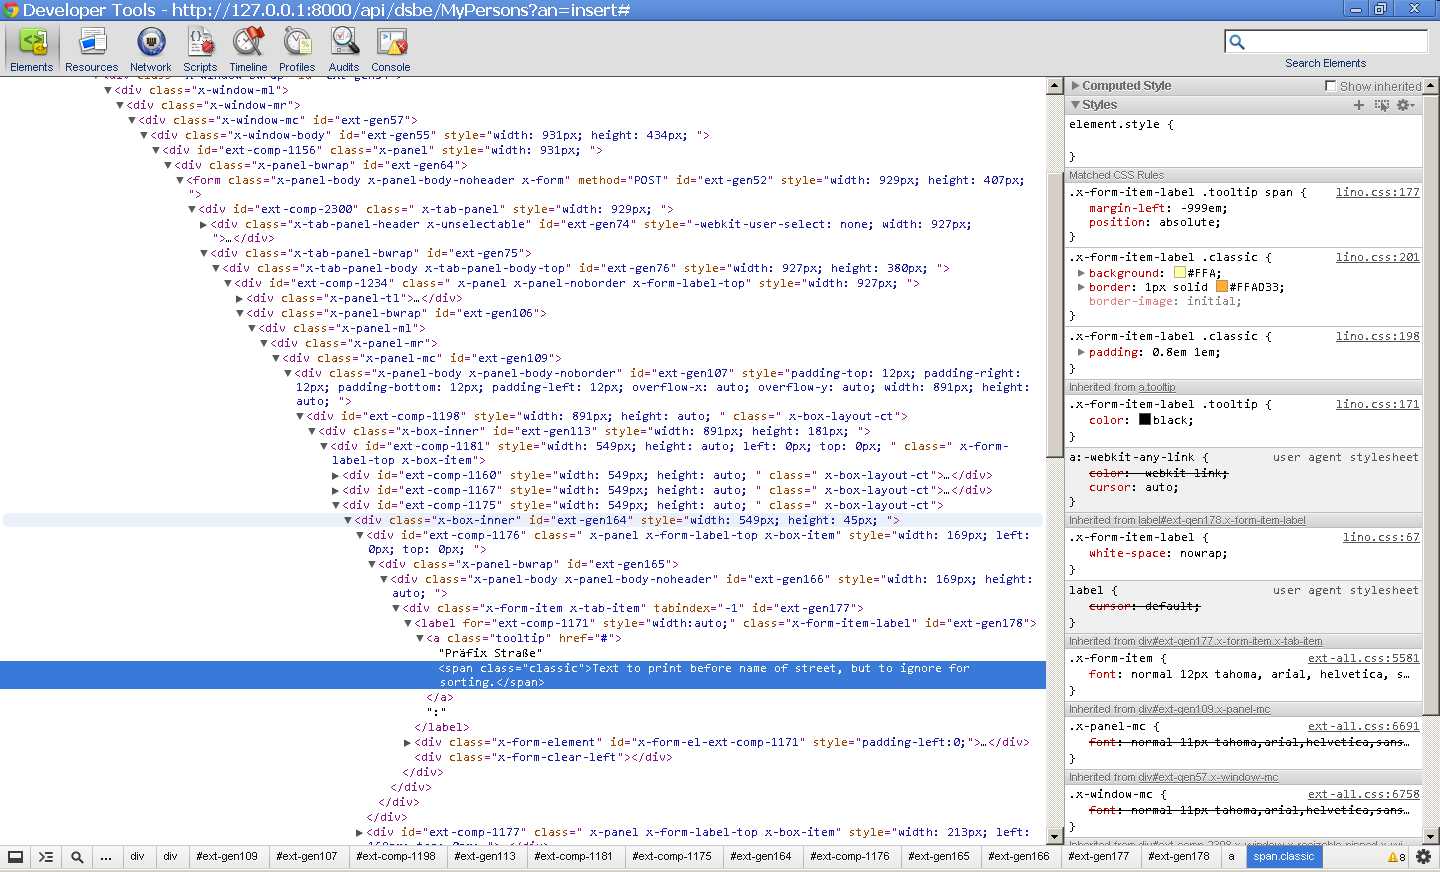 Developer Tools - http://127.0.0.1:8000/api/dsbe/MyPersons?an=insert#
Elements Resources Network Scripts Timeline Profiles Audits Console
Search Elements
<div class="x-window-ml">
<div class="x-window-mr">
<div class="x-window-mc" id="ext-gen57">
<div class="x-window-body" id="ext-gen55" style="width: 931px; height: 434px; ">
<div id="ext-comp-1156" class="x-panel" style="width: 931px; ">
<div class="x-panel-bwrap" id="ext-gen64">
<form class="x-panel-body x-panel-body-noheader x-form" method="POST" id="ext-gen52" style="width: 929px; height: 407px;
">
<div id="ext-comp-2300" class=" x-tab-panel" style="width: 929px; ">
<div class="x-tab-panel-header x-unselectable" id="ext-gen74" style="-webkit-user-select: none; width: 927px;
">…</div>
<div class="x-tab-panel-bwrap" id="ext-gen75">
<div class="x-tab-panel-body x-tab-panel-body-top" id="ext-gen76" style="width: 927px; height: 380px; ">
<div id="ext-comp-1234" class=" x-panel x-panel-noborder x-form-label-top" style="width: 927px; ">
<div class="x-panel-tl">…</div>
<div class="x-panel-bwrap" id="ext-gen106">
<div class="x-panel-ml">
<div class="x-panel-mr">
<div class="x-panel-mc" id="ext-gen109">
<div class="x-panel-body x-panel-body-noborder" id="ext-gen107" style="padding-top: 12px; padding-right:
12px; padding-bottom: 12px; padding-left: 12px; overflow-x: auto; overflow-y: auto; width: 891px; height:
auto; ">
<div id="ext-comp-1198" style="width: 891px; height: auto; " class=" x-box-layout-ct">
<div class="x-box-inner" id="ext-gen113" style="width: 891px; height: 181px; ">
<div id="ext-comp-1181" style="width: 549px; height: auto; left: 0px; top: 0px; " class=" x-form-
label-top x-box-item">
<div id="ext-comp-1160" style="width: 549px; height: auto; " class=" x-box-layout-ct">…</div>
<div id="ext-comp-1167" style="width: 549px; height: auto; " class=" x-box-layout-ct">…</div>
<div id="ext-comp-1175" style="width: 549px; height: auto; " class=" x-box-layout-ct">
<div class="x-box-inner" id="ext-gen164" style="width: 549px; height: 45px; ">
<div id="ext-comp-1176" class=" x-panel x-form-label-top x-box-item" style="width: 169px; left:
0px; top: 0px; ">
<div class="x-panel-bwrap" id="ext-gen165">
<div class="x-panel-body x-panel-body-noheader" id="ext-gen166" style="width: 169px; height:
auto; ">
<div class="x-form-item x-tab-item" tabindex="-1" id="ext-gen177">
<label for="ext-comp-1171" style="width:auto;" class="x-form-item-label" id="ext-gen178">
<a class="tooltip" href="#">
"Präfix Straße"
<span class="classic">Text to print before name of street, but to ignore for
sorting.</span>
</a>
":"
</label>
<div class="x-form-element" id="x-form-el-ext-comp-1171" style="padding-left:0;">…</div>
<div class="x-form-clear-left"></div>
</div>
</div>
</div>
</div>
<div id="ext-comp-1177" class=" x-panel x-form-label-top x-box-item" style="width: 213px; left:
Computed Style Show inherited
Styles
element.style {
}
Matched CSS Rules
.x-form-item-label .tooltip span { lino.css:177
margin-left: -999em;
position: absolute;
}
.x-form-item-label .classic { lino.css:201
background: #FFA;
border: 1px solid #FFAD33;
border-image: initial;
}
.x-form-item-label .classic { lino.css:198
padding: 0.8em 1em;
}
Inherited from a.tooltip
.x-form-item-label .tooltip { lino.css:171
color: black;
}
a:-webkit-any-link { user agent stylesheet
color: -webkit-link;
cursor: auto;
}
Inherited from label#ext-gen178.x-form-item-label
.x-form-item-label { lino.css:67
white-space: nowrap;
}
label { user agent stylesheet
cursor: default;
}
Inherited from div#ext-gen177.x-form-item.x-tab-item
.x-form-item { ext-all.css:5581
font: normal 12px tahoma, arial, helvetica, s…
}
Inherited from div#ext-gen109.x-panel-mc
.x-panel-mc { ext-all.css:6691
font: normal 11px tahoma,arial,helvetica,sans…
}
Inherited from div#ext-gen57.x-window-mc
.x-window-mc { ext-all.css:6758
font: normal 11px tahoma,arial,helvetica,sans…
}
... div div #ext-gen109 #ext-gen107 #ext-comp-1198 #ext-gen113 #ext-comp-1181 #ext-comp-1175 #ext-gen164 #ext-comp-1176 #ext-gen165 #ext-gen166 #ext-gen177 #ext-gen178 a span.classic 8